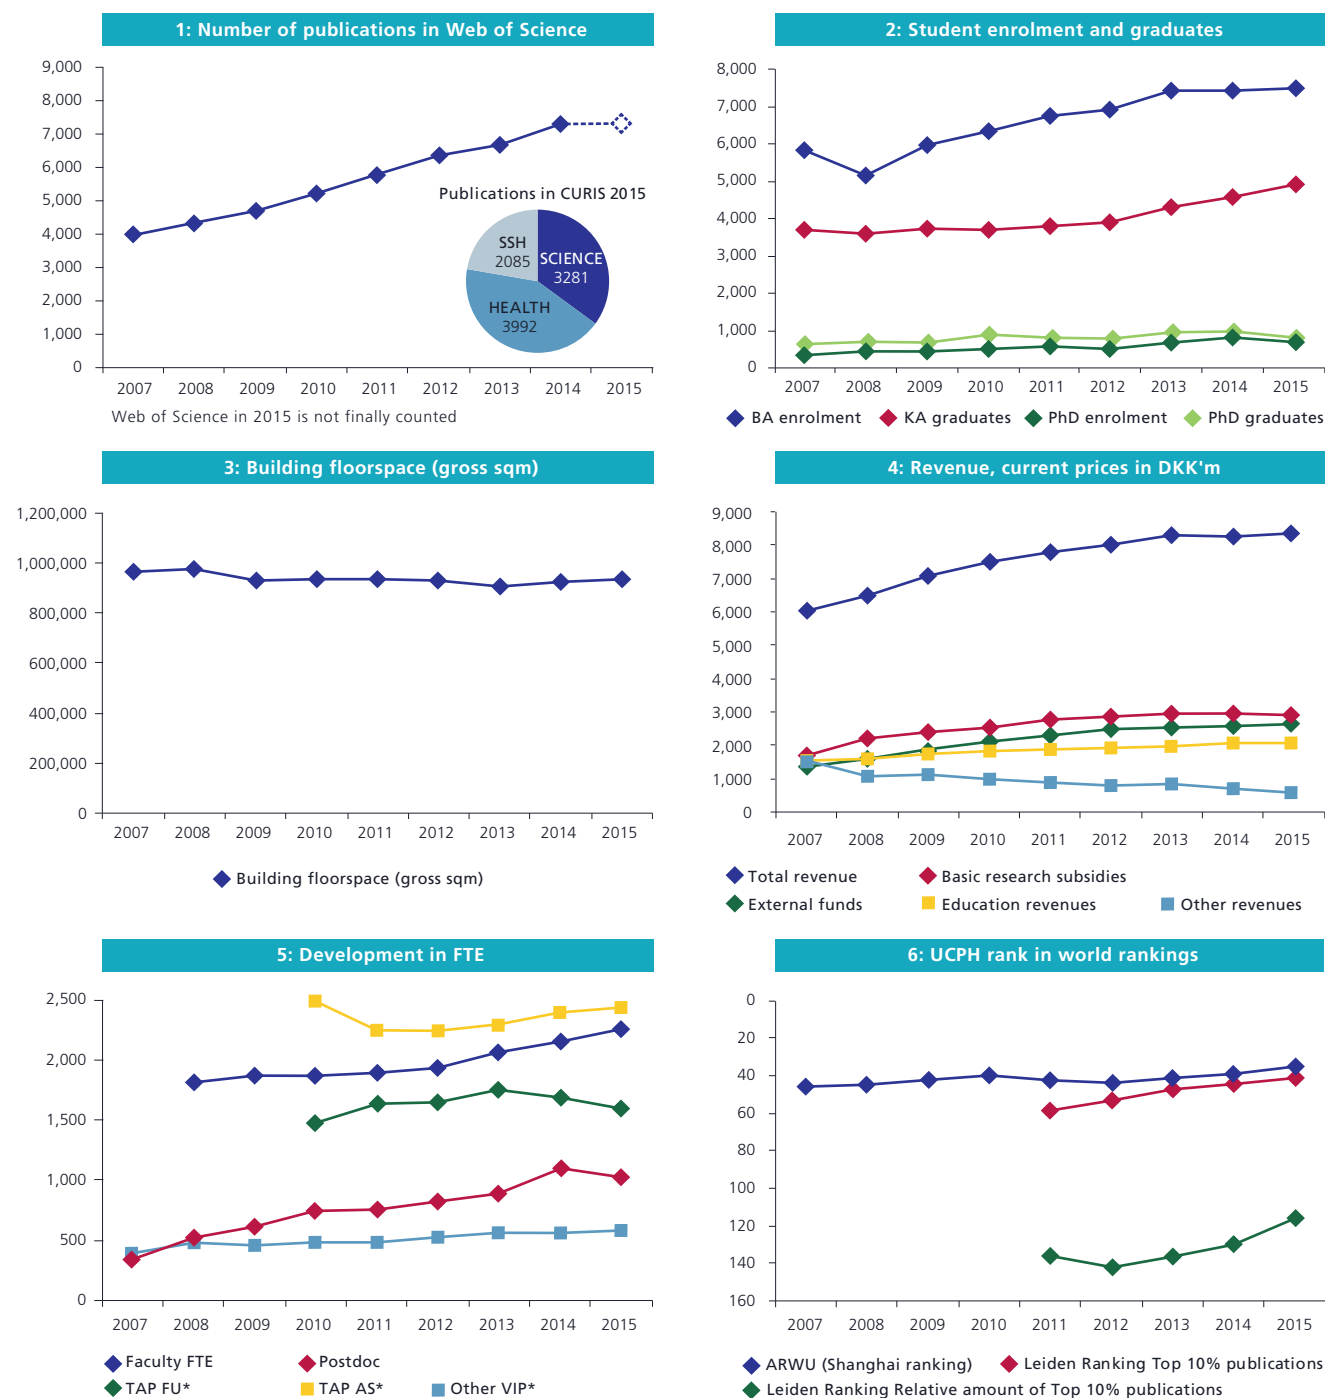 1: Number of publications in Web of Science
9,000
8,000
7,000
6,000
5,000
4,000
3,000
2,000
1,000
0
Publications in CURIS 2015
SSH
2085
SCIENCE
3281
HEALTH
3992
2007 2008 2009 2010 2011 2012 2013 2014 2015
Web of Science in 2015 is not finally counted
2: Student enrolment and graduates
8,000
7,000
6,000
5,000
4,000
3,000
2,000
1,000
0
2007 2008 2009 2010 2011 2012 2013 2014 2015
BA enrolment KA graduates PhD enrolment PhD graduates
3: Building floorspace (gross sqm)
1,200,000
1,000,000
800,000
600,000
400,000
200,000
0
2007 2008 2009 2010 2011 2012 2013 2014 2015
Building floorspace (gross sqm)
4: Revenue, current prices in DKK'm
9,000
8,000
7,000
6,000
5,000
4,000
3,000
2,000
1,000
0
2007 2008 2009 2010 2011 2012 2013 2014 2015
Total revenue Basic research subsidies
External funds Education revenues Other revenues
5: Development in FTE
2,500
2,000
1,500
1,000
500
0
2007 2008 2009 2010 2011 2012 2013 2014 2015
Faculty FTE Postdoc
TAP FU* TAP AS* Other VIP*
6: UCPH rank in world rankings
0
20
40
60
80
100
120
140
160
2007 2008 2009 2010 2011 2012 2013 2014 2015
ARWU (Shanghai ranking) Leiden Ranking Top 10% publications
Leiden Ranking Relative amount of Top 10% publications